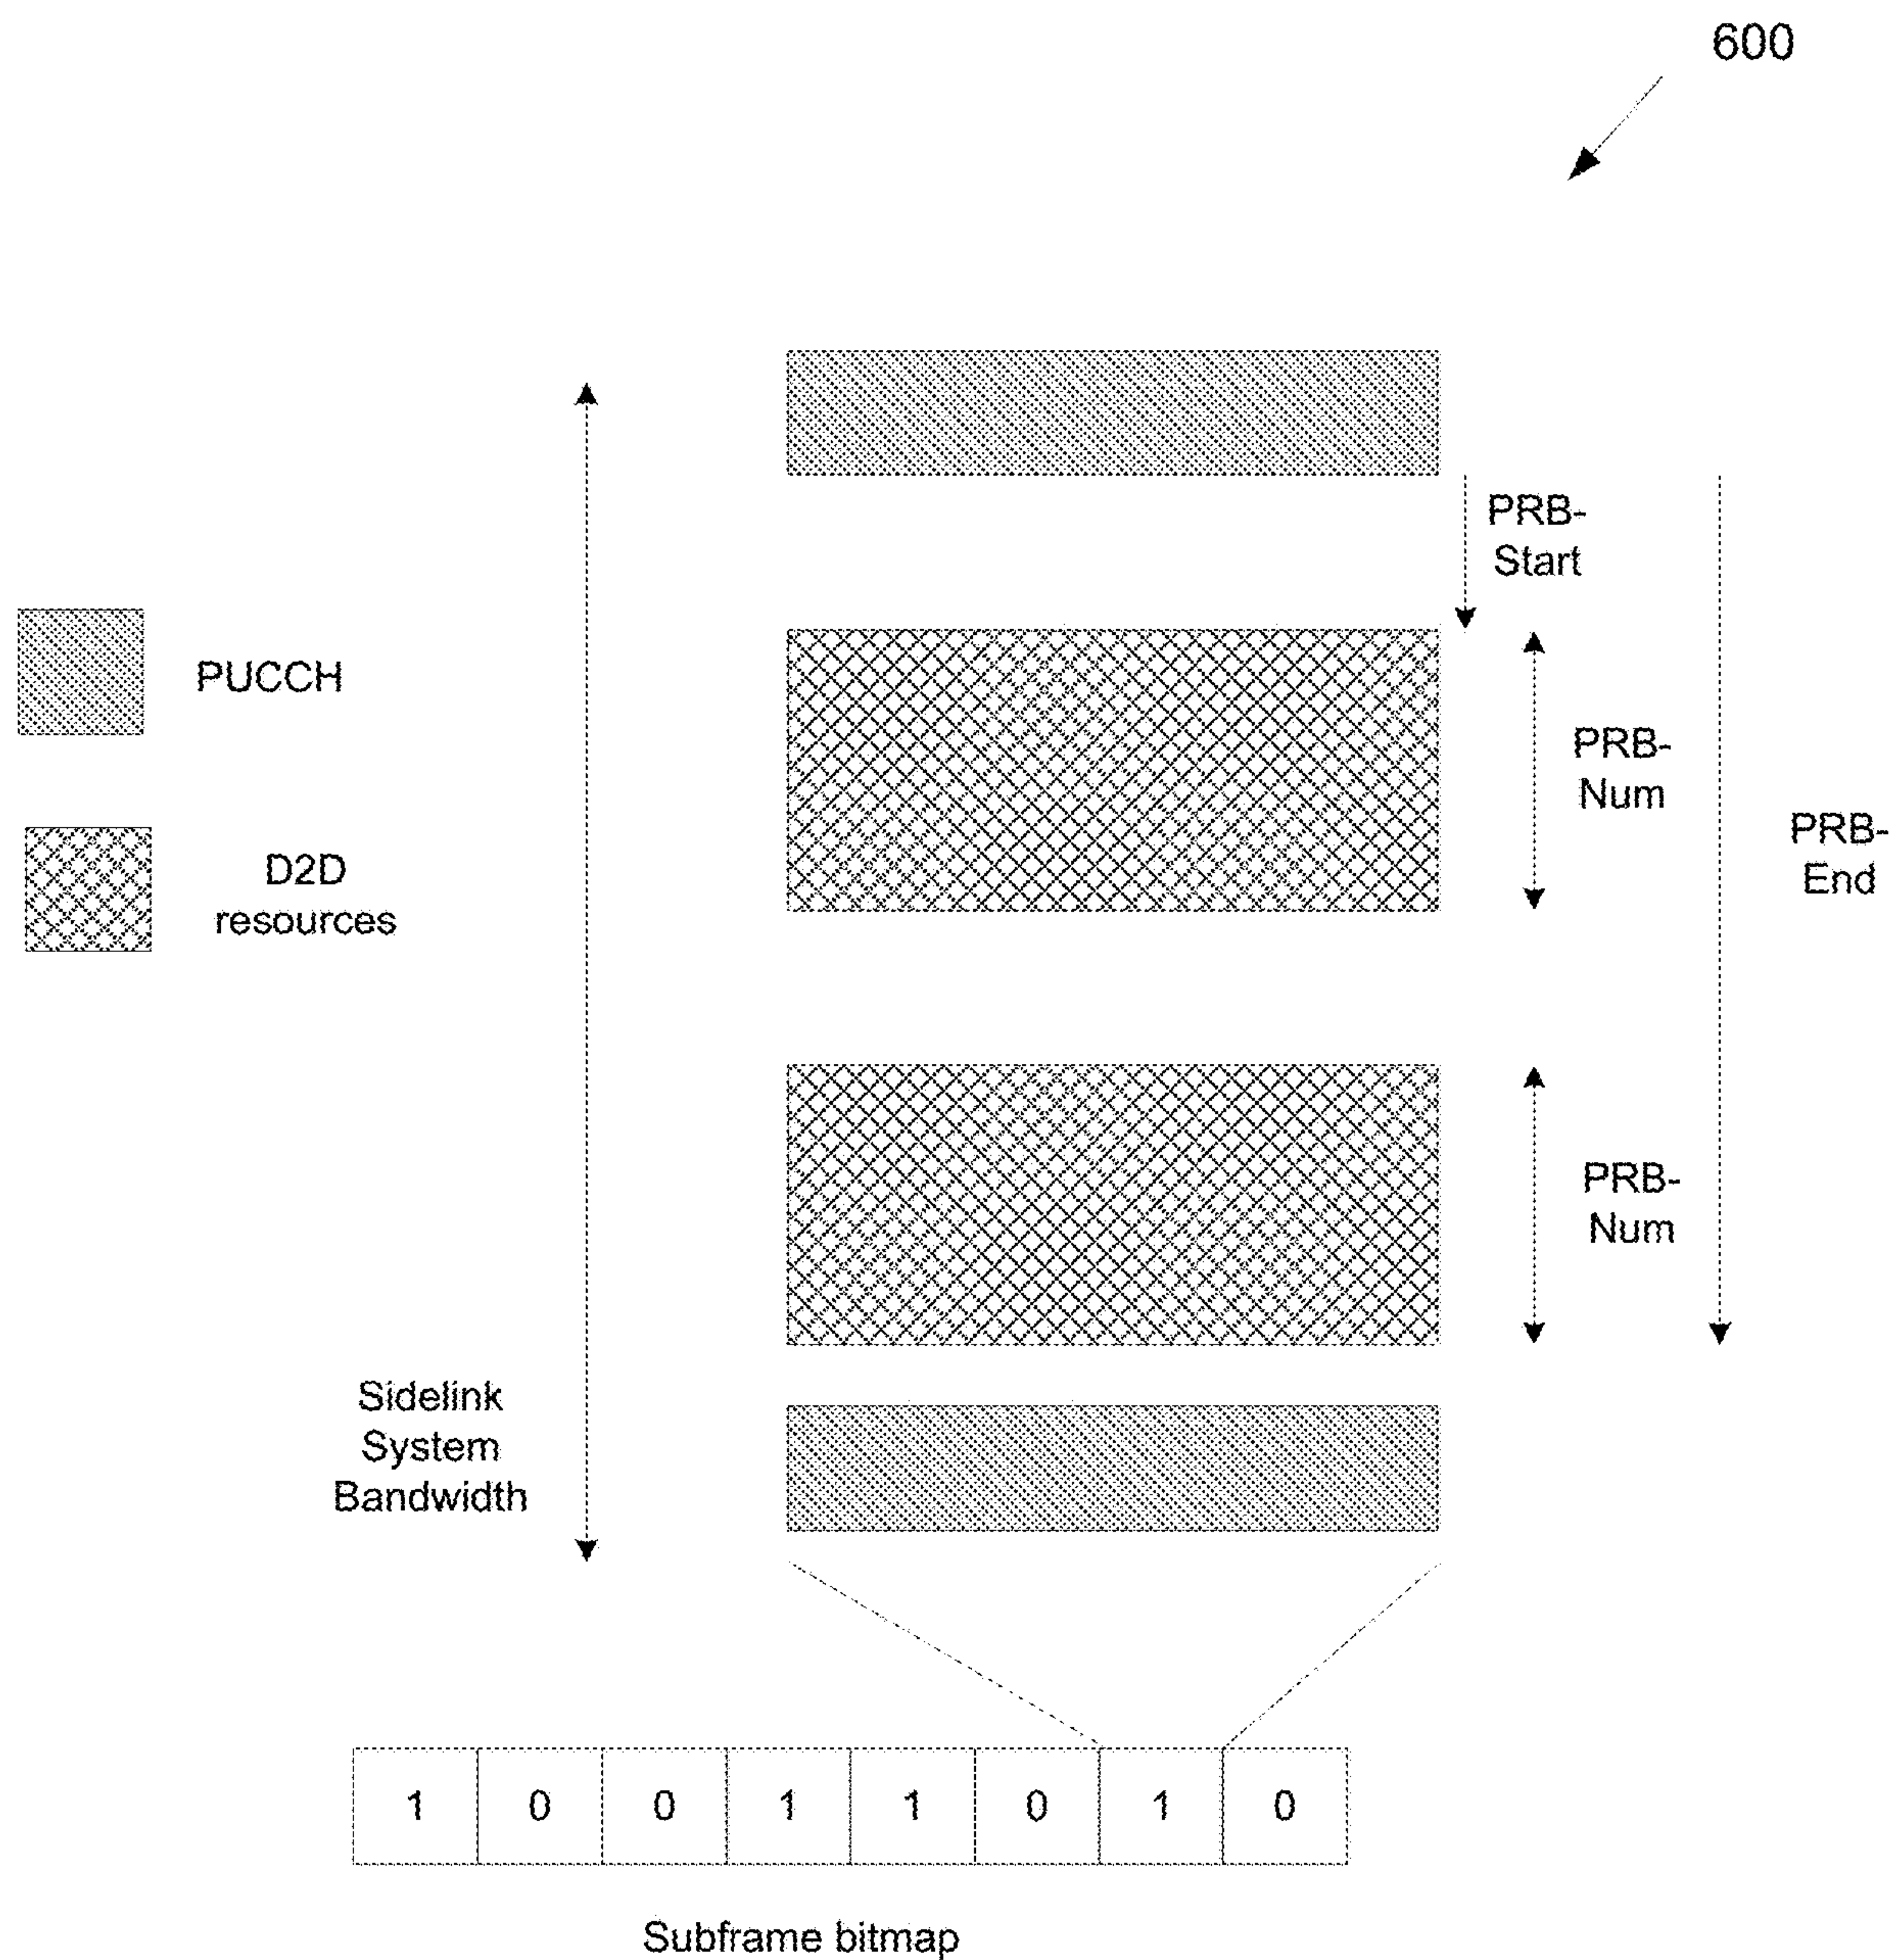 600
PRB-
Start
PUCCH
PRB-
Num
D2D
resources
PRB-
End
PRB-
Num
Sidelink
System
Bandwidth
1 0 0 1 1 0 1 0
Subframe bitmap